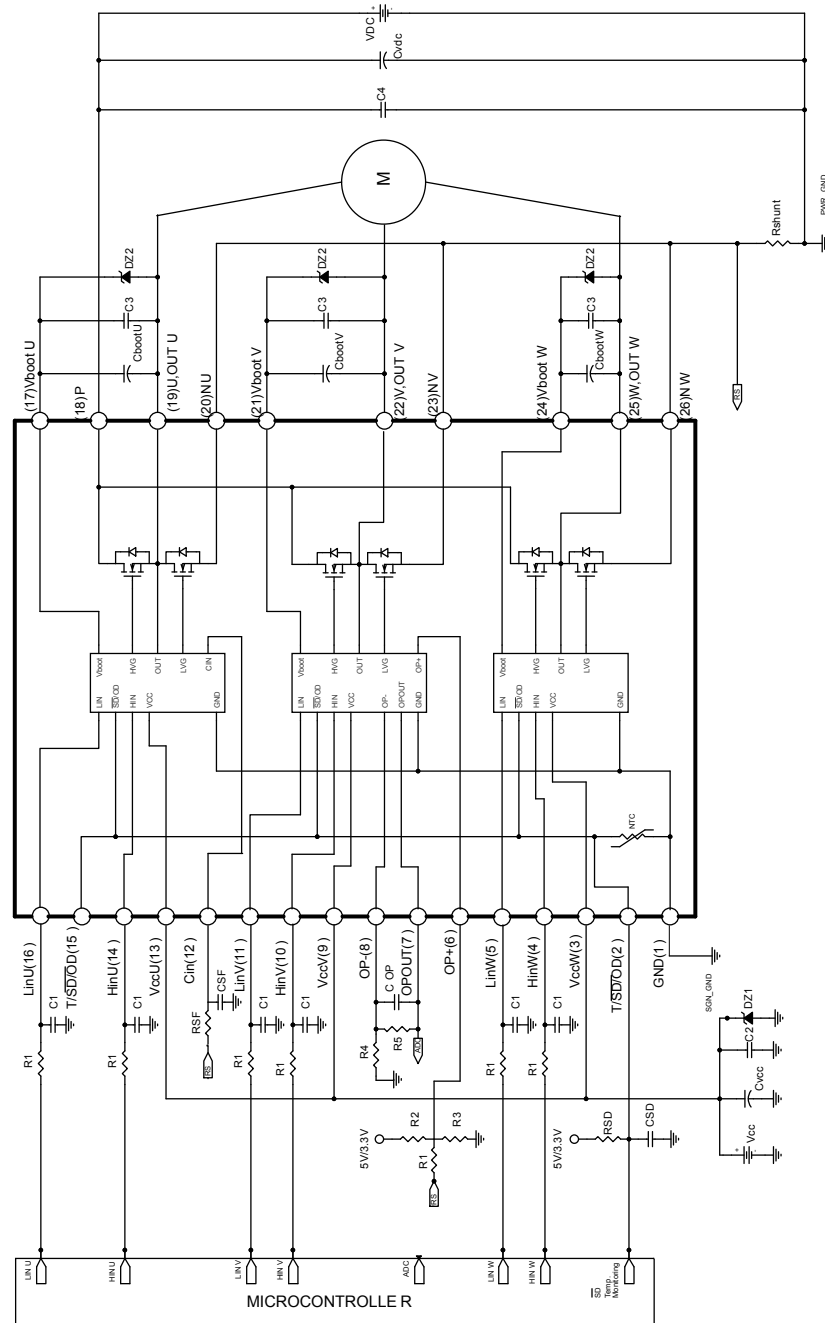 VDC
+
-
Cvdc
C4
M
Rshunt
PWR_GND
DZ2
C3
CbootU
DZ2
C3
CbootV
DZ2
C3
CbootW
RS
(17)Vboot U
(18)P
(19)U,OUT U
(20)NU
(21)Vboot V
(22)V,OUT V
(23)NV
(24)Vboot W
(25)W,OUT W
(26)N W
Vboot
HVG
OUT
LVG
CIN
LIN
SD/OD
HIN
VCC
GND
Vboot
HVG
OUT
LVG
OP+
LIN
SD/OD
HIN
VCC
OP-
OPOUT
GND
Vboot
HVG
OUT
LVG
LIN
SD/OD
HIN
VCC
GND
NTC
LinU(16)
T/SD/OD(15)
HinU(14)
VccU(13)
Cin(12)
LinV(11)
HinV(10)
VccV(9)
OP-(8)
OPOUT(7)
OP+(6)
LinW(5)
HinW(4)
VccW(3)
T/SD/OD(2)
GND(1)
R1
C1
R1
C1
RSF
CSF
RS
R1
C1
R1
C1
R4
R5
C OP
ADC
5V/3.3V
R2
R3
R1
RS
R1
C1
R1
C1
5V/3.3V
RSD
CSD
SGN_GND
DZ1
C2
Cvcc
Vcc
+
-
LIN U
HIN U
LIN V
HIN V
ADC
LIN W
HIN W
SD
Temp.
Monitoring
MICROCONTROLLE R